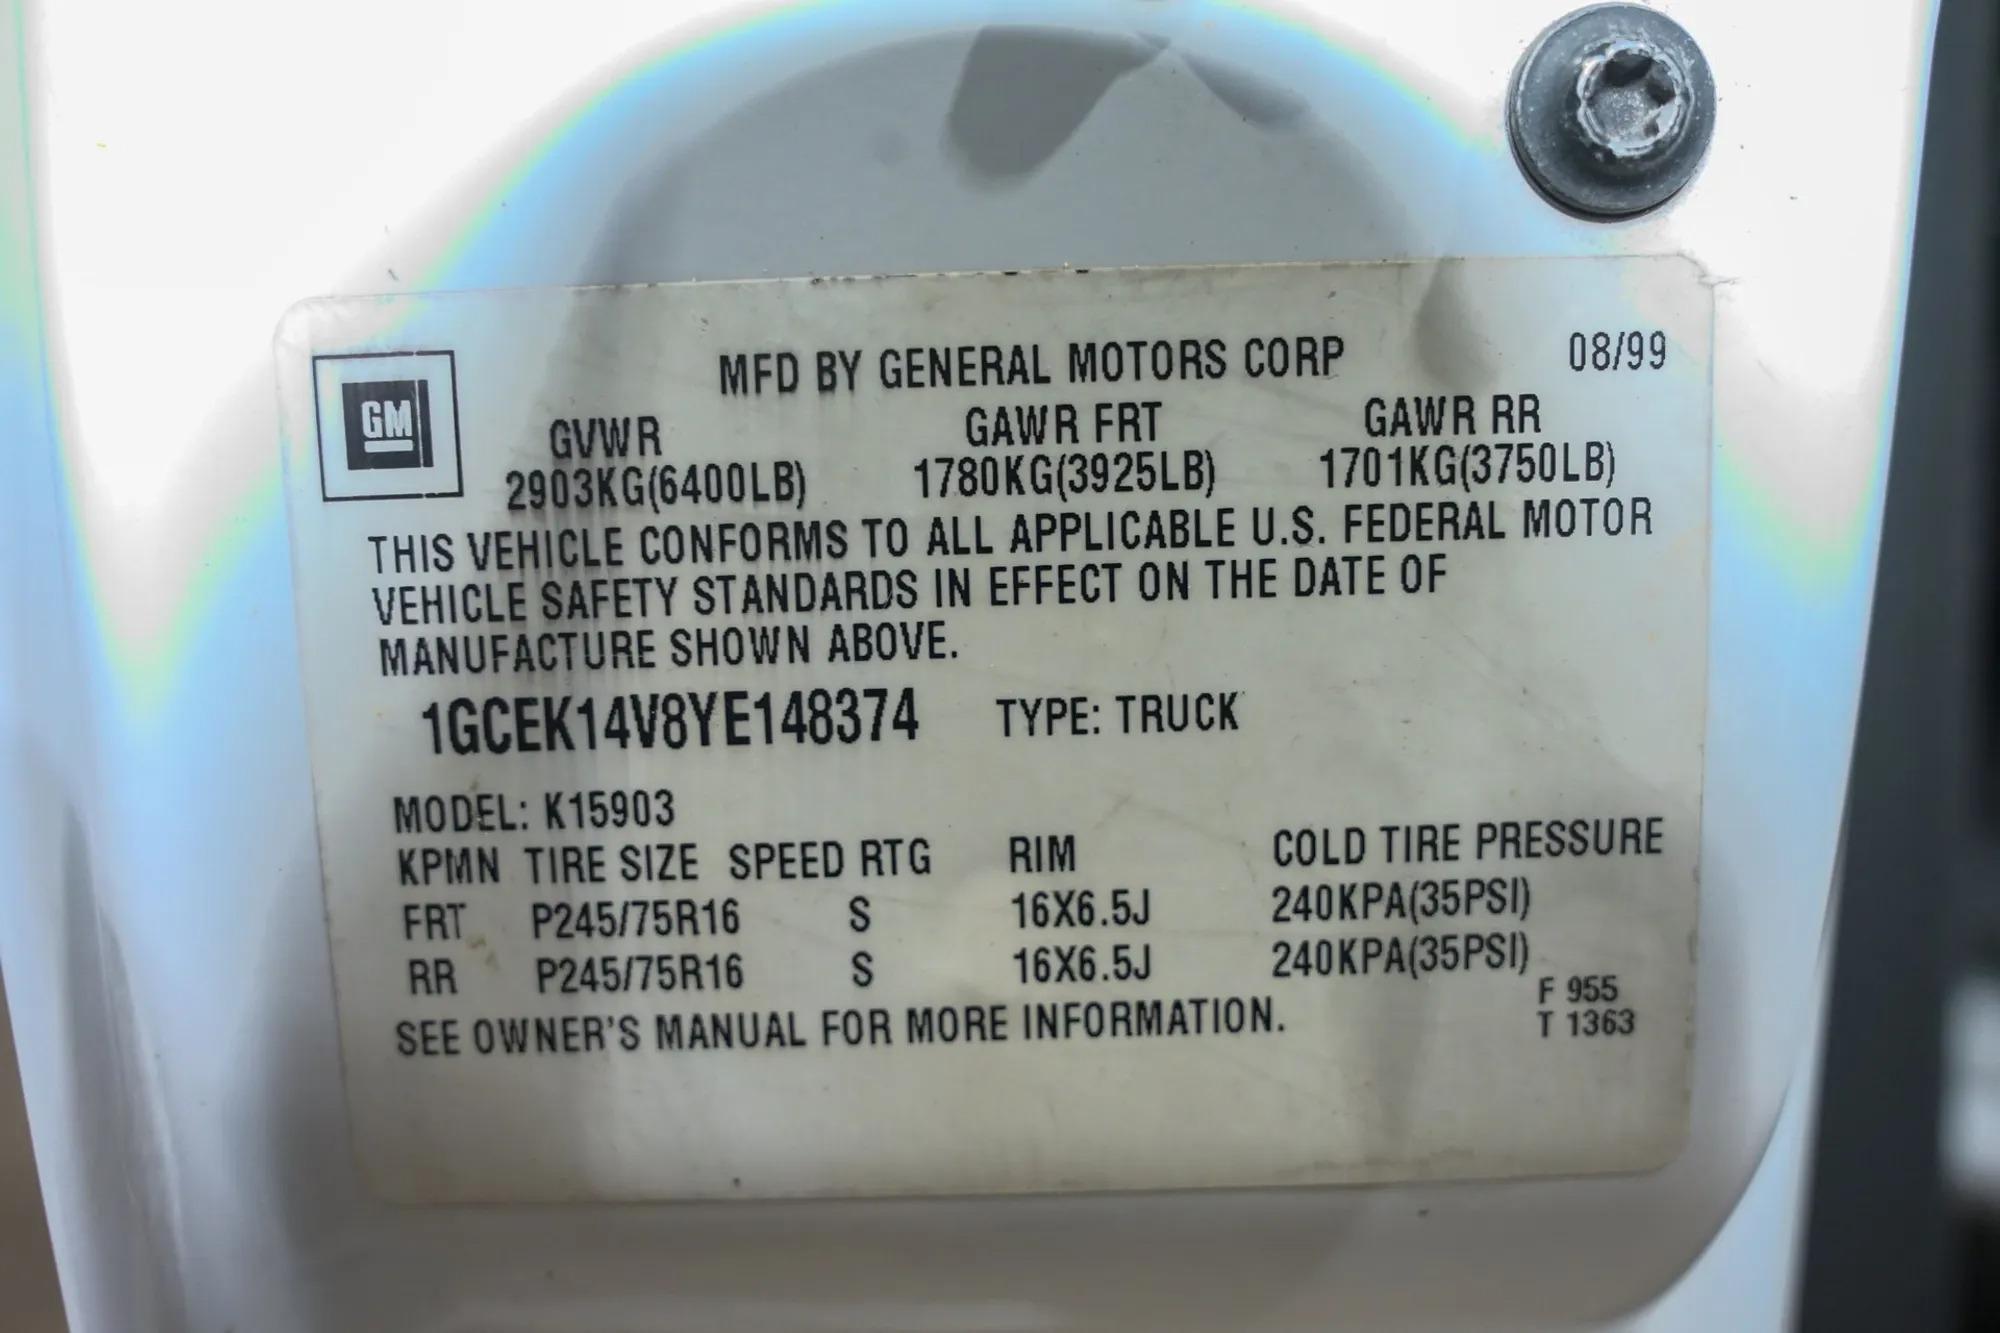 GM
MFD BY GENERAL MOTORS CORP 08/99
GVWR GAWR FRT GAWR RR
2903KG(6400LB) 1780KG(3925LB) 1701KG(3750LB)
THIS VEHICLE CONFORMS TO ALL APPLICABLE U.S. FEDERAL MOTOR
VEHICLE SAFETY STANDARDS IN EFFECT ON THE DATE OF
MANUFACTURE SHOWN ABOVE.
1GCEK14V8YE148374 TYPE: TRUCK
MODEL: K15903
KPMN TIRE SIZE SPEED RTG RIM COLD TIRE PRESSURE
FRT P245/75R16 S 16X6.5J 240KPA(35PSI)
RR P245/75R16 S 16X6.5J 240KPA(35PSI)
SEE OWNER'S MANUAL FOR MORE INFORMATION.
F 955
T 1363